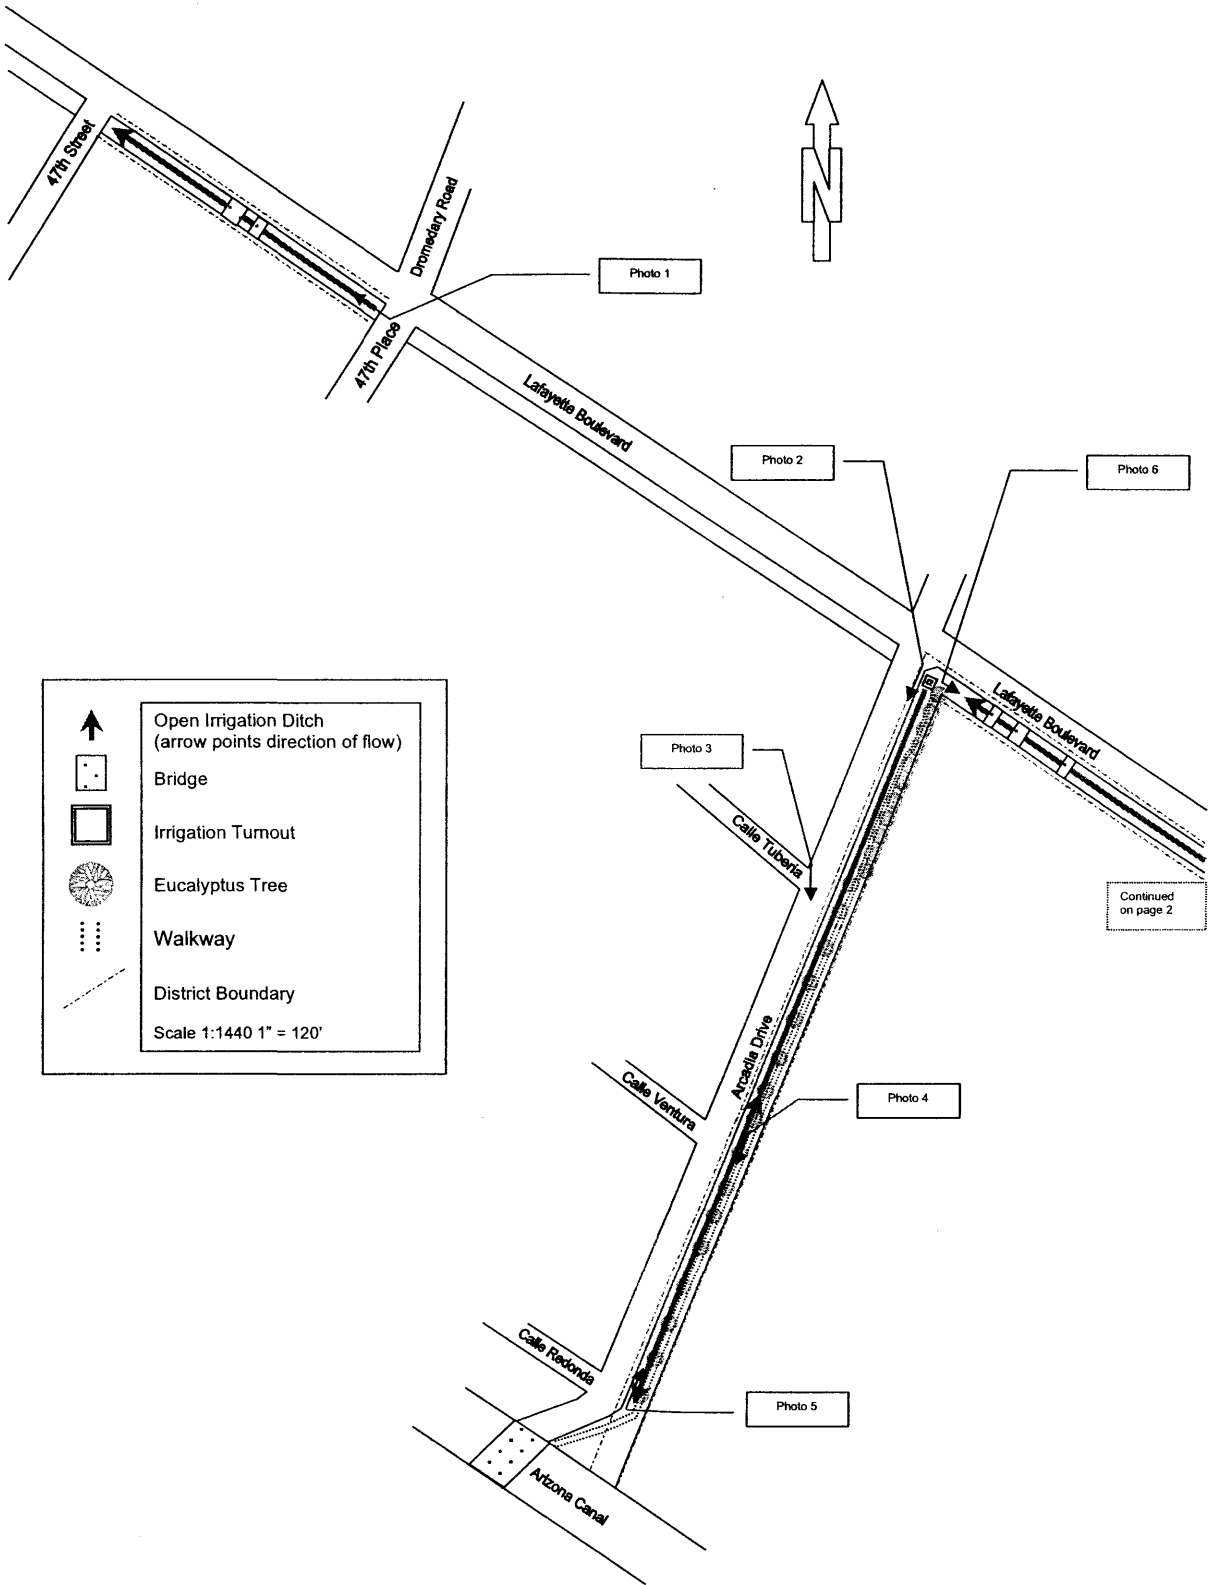 47th Street
Dromedary Road
Photo 1
47th Place
Lafayette Boulevard
Photo 2
Photo 6
N
Lafayette Boulevard
Photo 3
Calle Tuberia
Continued
on page 2
Open Irrigation Ditch
(arrow points direction of flow)
Bridge
Irrigation Turnout
Eucalyptus Tree
Walkway
District Boundary
Scale 1:1440 1" = 120'
Arcadia Drive
Calle Ventura
Photo 4
Calle Redonda
Photo 5
Arizona Canal